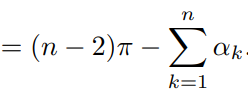 = (n − 2)π − ∑_{k=1}^{n} α_k.